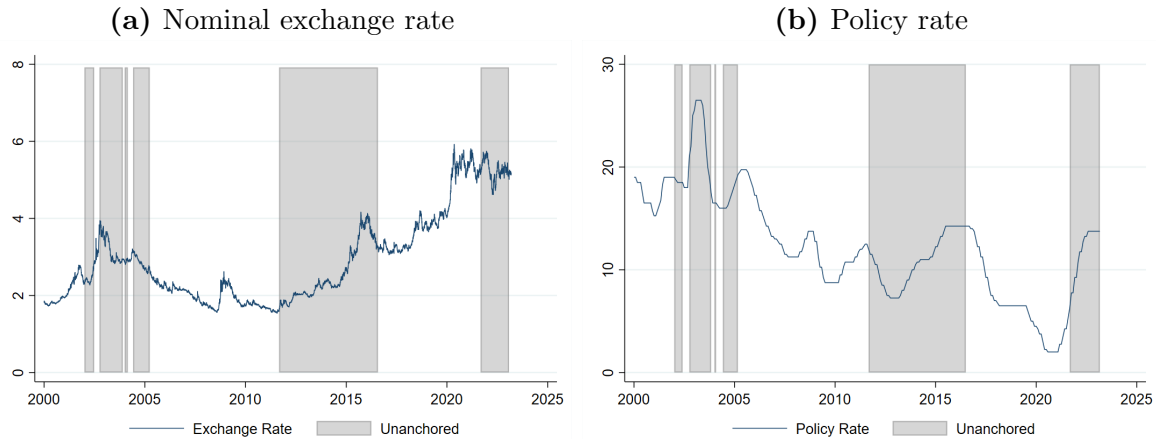 (a) Nominal exchange rate
8
6
4
2
0
2000 2005 2010 2015 2020 2025
Exchange Rate Unanchored
(b) Policy rate
30
20
10
0
2000 2005 2010 2015 2020 2025
Policy Rate Unanchored